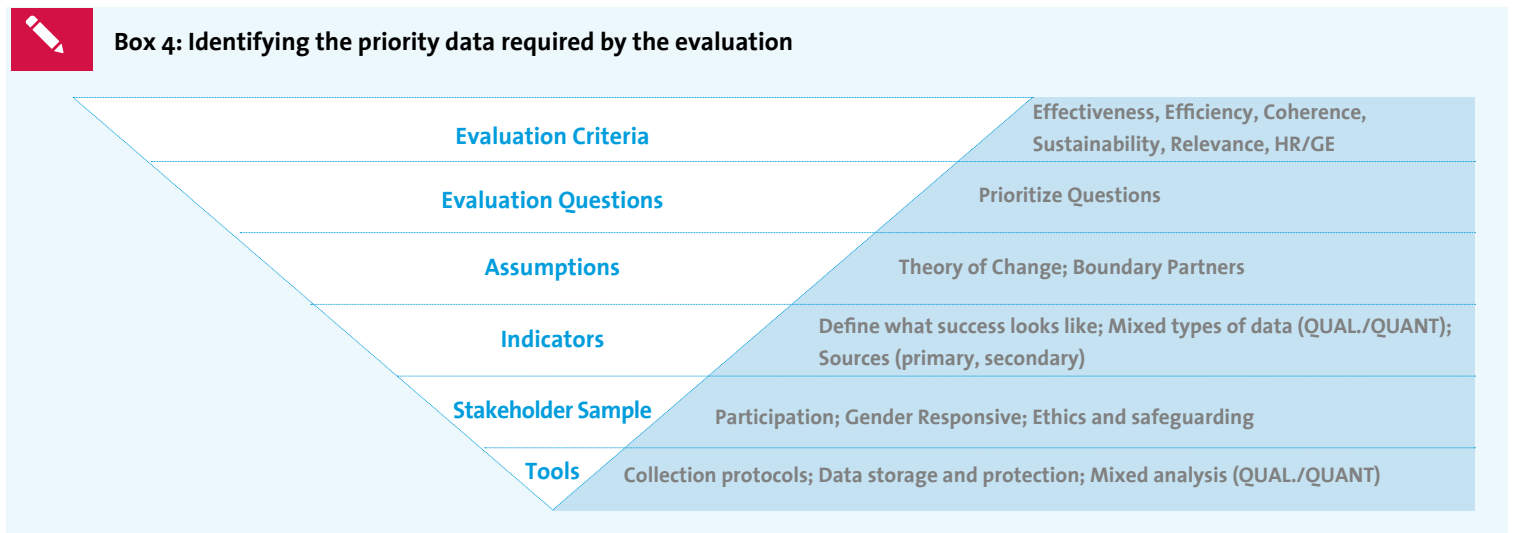 Box 4: Identifying the priority data required by the evaluation
Evaluation Criteria
Effectiveness, Efficiency, Coherence,
Sustainability, Relevance, HR/GE
Evaluation Questions
Prioritize Questions
Assumptions
Theory of Change; Boundary Partners
Indicators
Define what success looks like; Mixed types of data (QUAL./QUANT);
Sources (primary, secondary)
Stakeholder Sample
Participation; Gender Responsive; Ethics and safeguarding
Tools
Collection protocols; Data storage and protection; Mixed analysis (QUAL./QUANT)